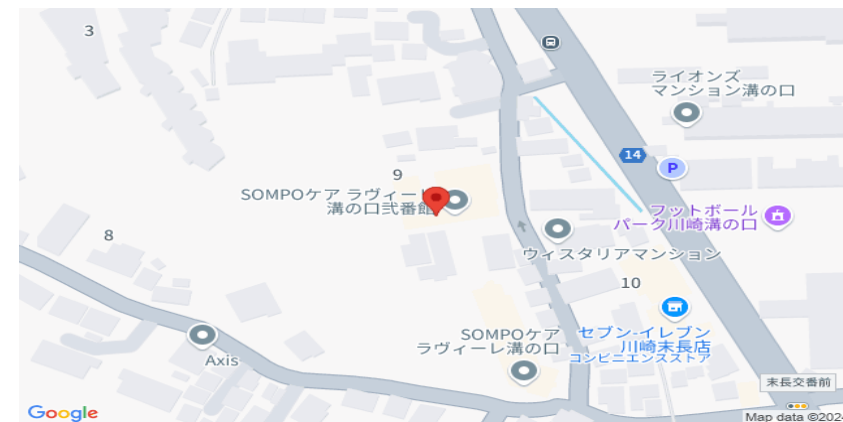 3
ライオンズ
マンション溝の口
14
P
9
SOMPOケア ラヴィーレ
溝の口弐番館
フットボール
パーク川崎溝の口
8
ウィスタリアマンション
10
SOMPOケア
ラヴィーレ溝の口
セブン-イレブン
川崎末長店
コンビニエンスストア
Axis
末長交番前
Google
Map data ©2024